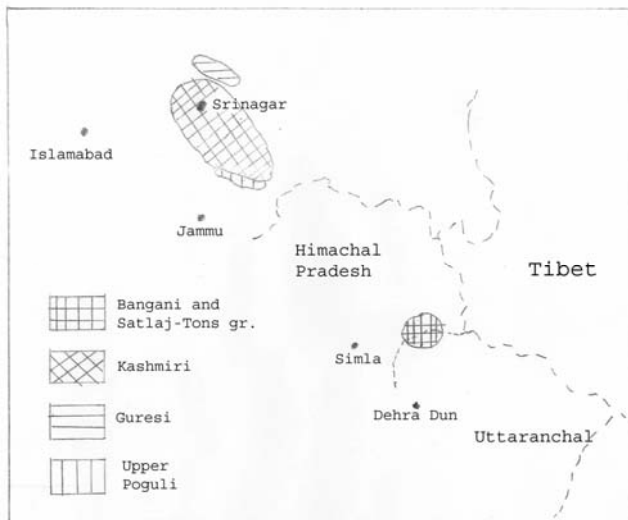 Srinagar
Islamabad
Jammu
Himachal
Pradesh
Tibet
Bangani and
Satlaj-Tons gr.
Simla
Kashmiri
Dehra Dun
Guresi
Uttaranchal
Upper
Poguli